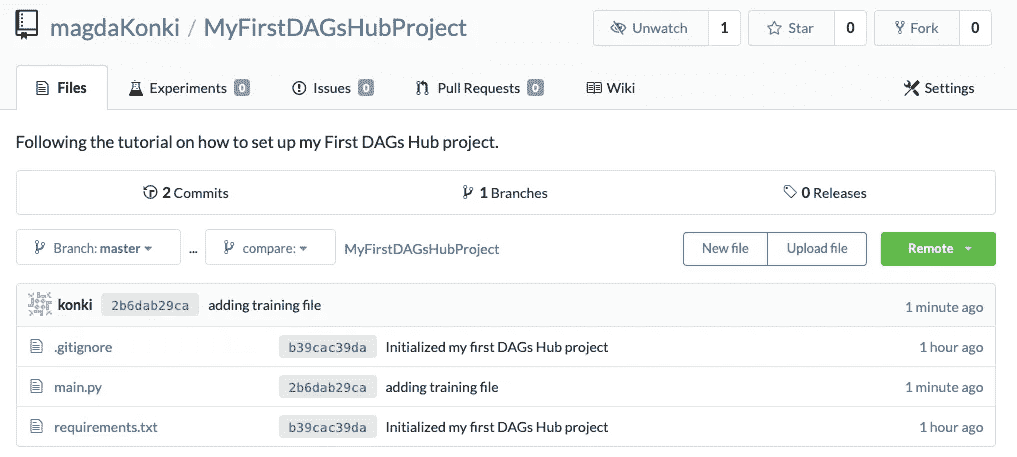 magdaKonki / MyFirstDAGsHubProject Unwatch 1 Star 0 Fork 0
Files Experiments 0 Issues 0 Pull Requests 0 Wiki Settings
Following the tutorial on how to set up my First DAGs Hub project.
2 Commits 1 Branches 0 Releases
Branch: master ... compare: MyFirstDAGsHubProject New file Upload file Remote
konki 2b6dab29ca adding training file 1 minute ago
.gitignore b39cac39da Initialized my first DAGs Hub project 1 hour ago
main.py 2b6dab29ca adding training file 1 minute ago
requirements.txt b39cac39da Initialized my first DAGs Hub project 1 hour ago